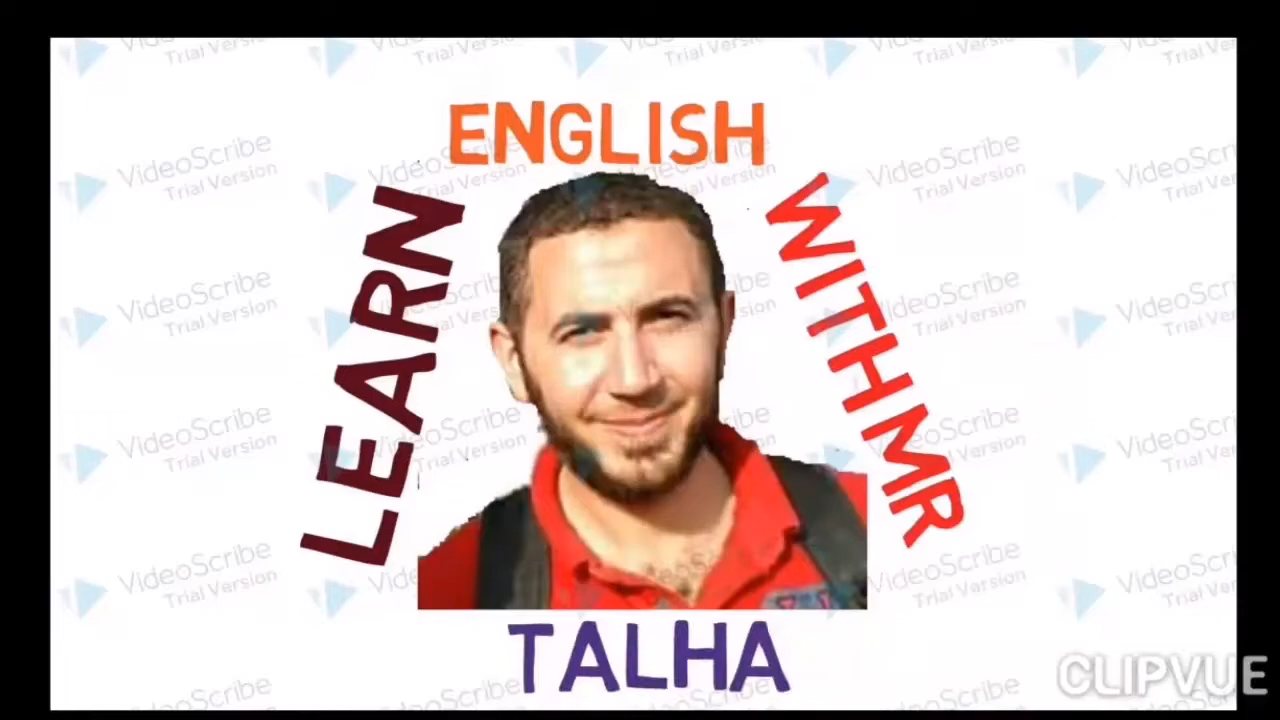 LEARN
ENGLISH
WITHMR
TALHA
VideoScribe
Trial Version
CLIPVUE